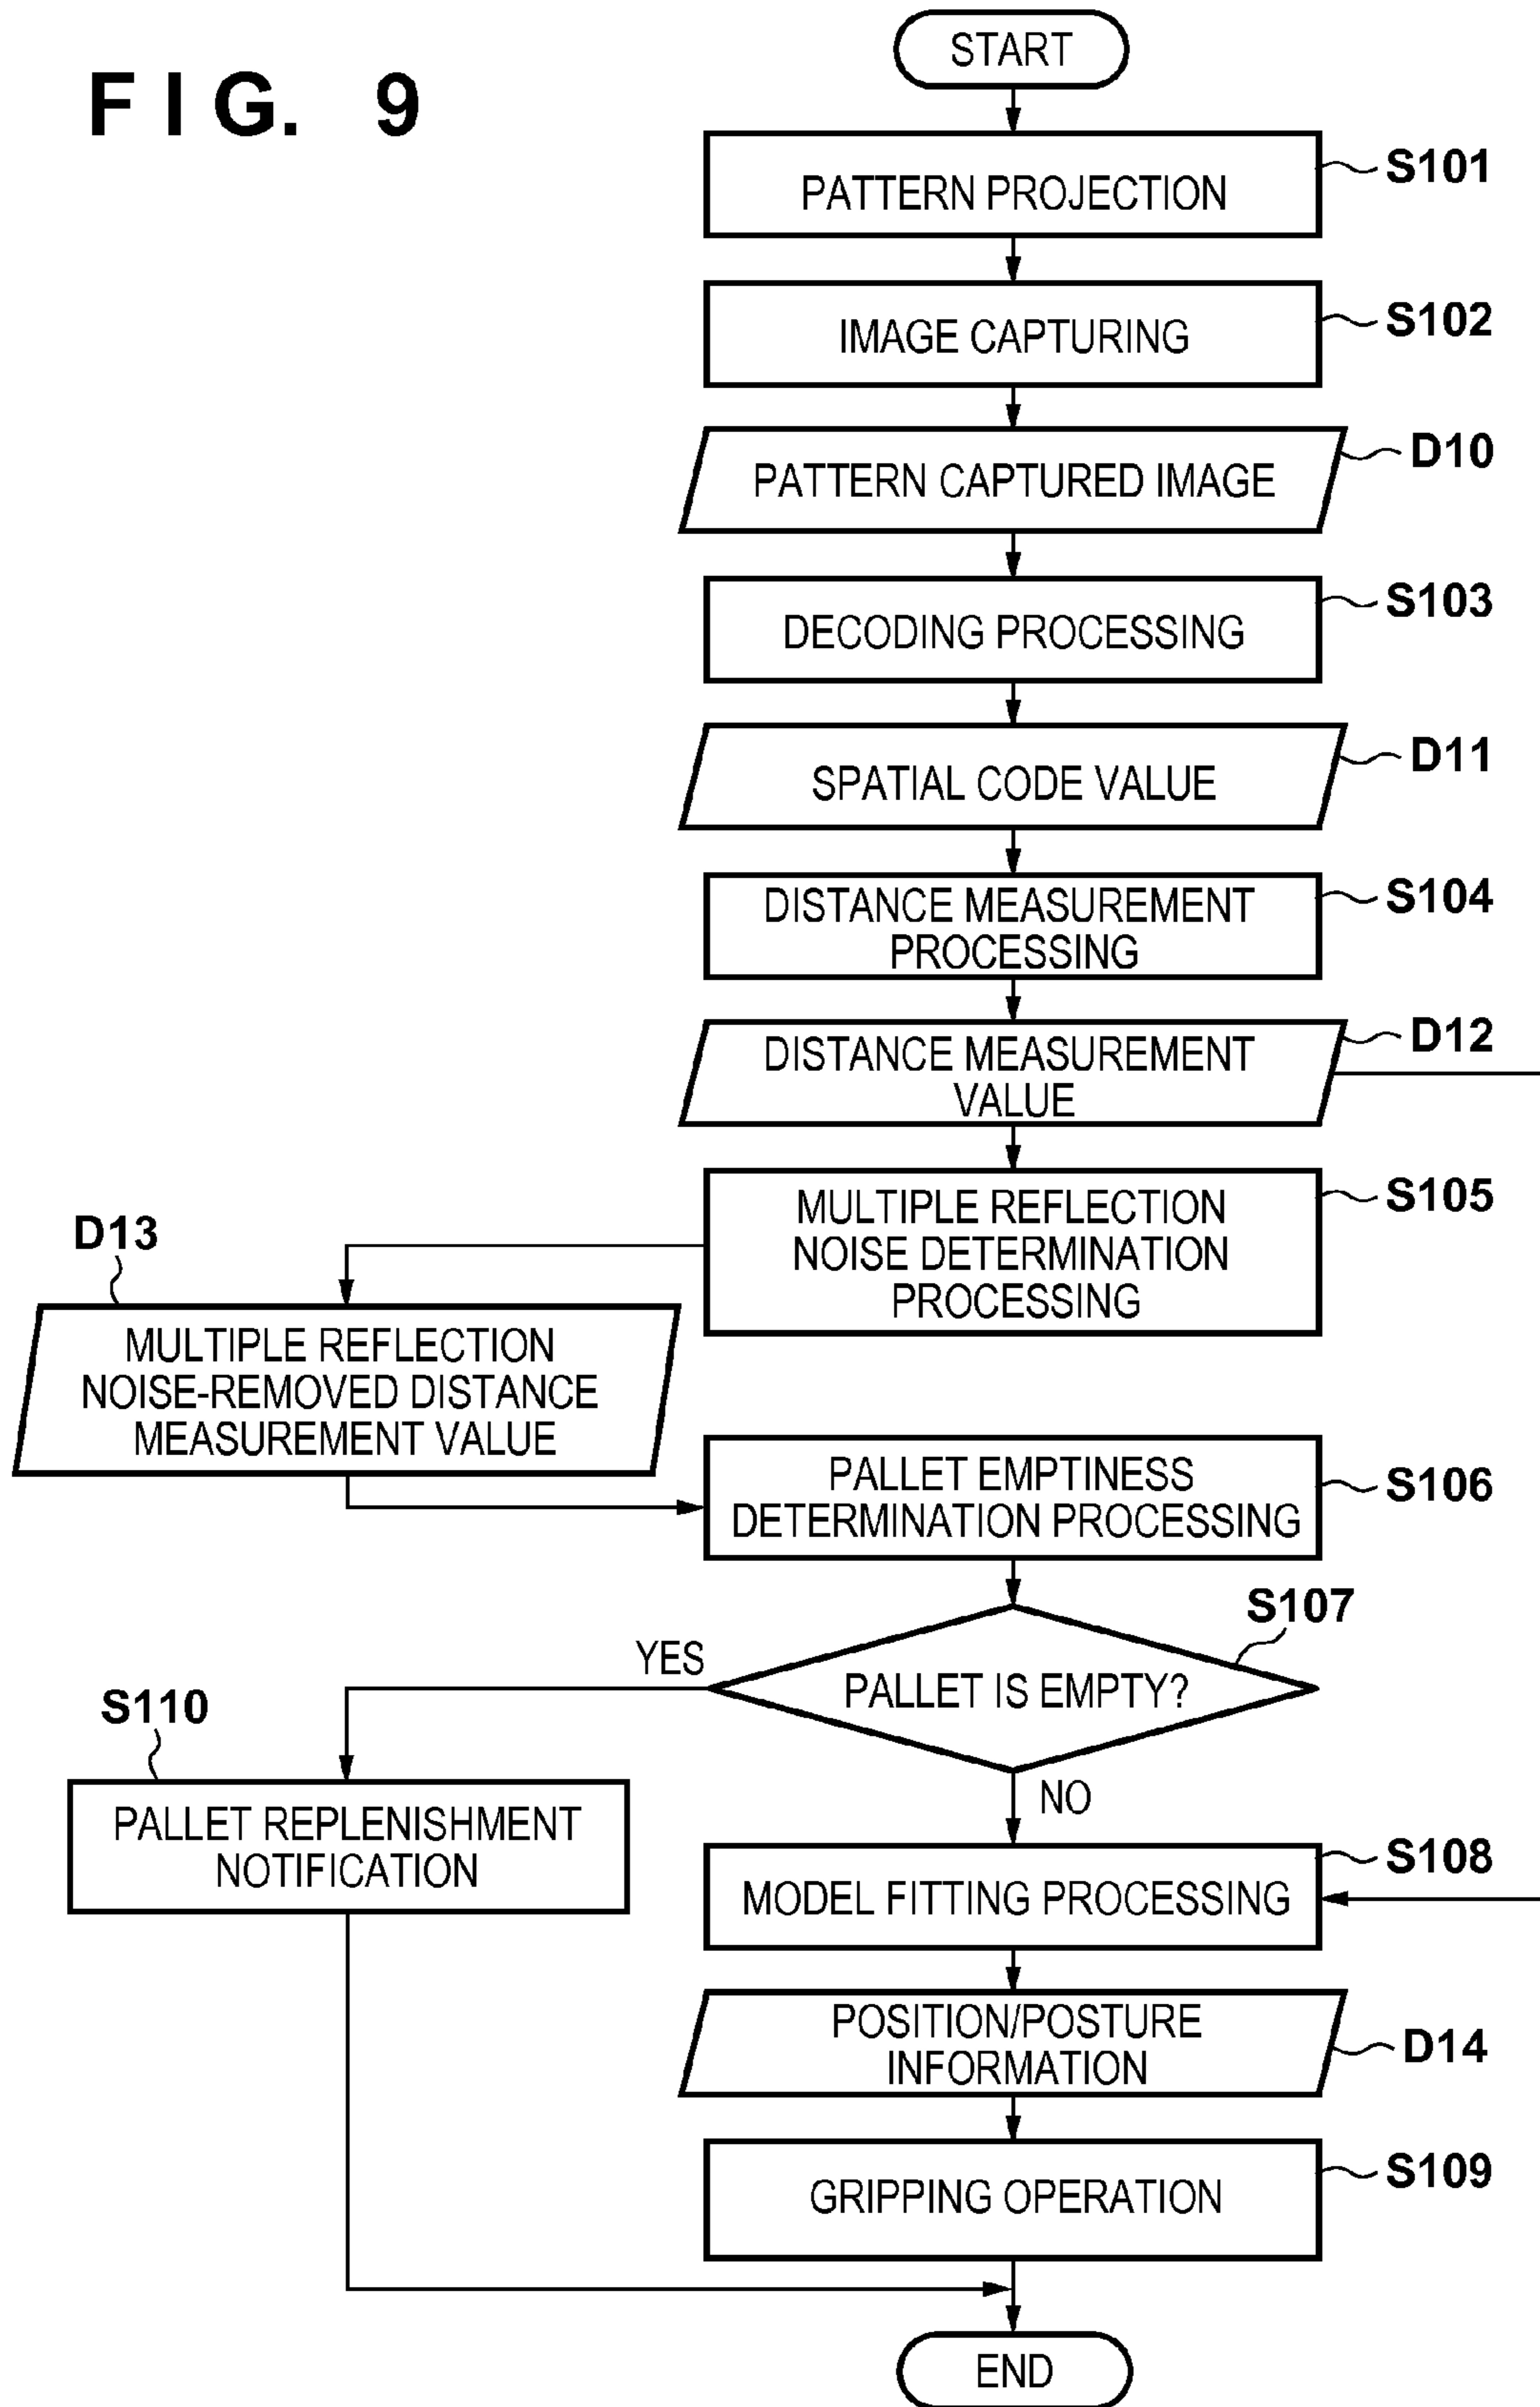 FIG. 9
START
PATTERN PROJECTION
S101
IMAGE CAPTURING
S102
PATTERN CAPTURED IMAGE
D10
DECODING PROCESSING
S103
SPATIAL CODE VALUE
D11
DISTANCE MEASUREMENT
PROCESSING
S104
DISTANCE MEASUREMENT
VALUE
D12
MULTIPLE REFLECTION
NOISE DETERMINATION
PROCESSING
S105
D13
MULTIPLE REFLECTION
NOISE-REMOVED DISTANCE
MEASUREMENT VALUE
PALLET EMPTINESS
DETERMINATION PROCESSING
S106
S107
PALLET IS EMPTY?
YES
NO
S110
PALLET REPLENISHMENT
NOTIFICATION
MODEL FITTING PROCESSING
S108
POSITION/POSTURE
INFORMATION
D14
GRIPPING OPERATION
S109
END